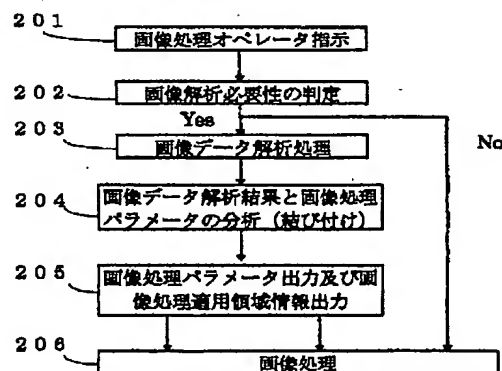 201
画像処理オペレータ指示
202
画像解析必要性の判定
Yes
No
203
画像データ解析処理
204
画像データ解析結果と画像処理
パラメータの分析（結び付け）
205
画像処理パラメータ出力及び画
像処理適用領域情報出力
206
画像処理